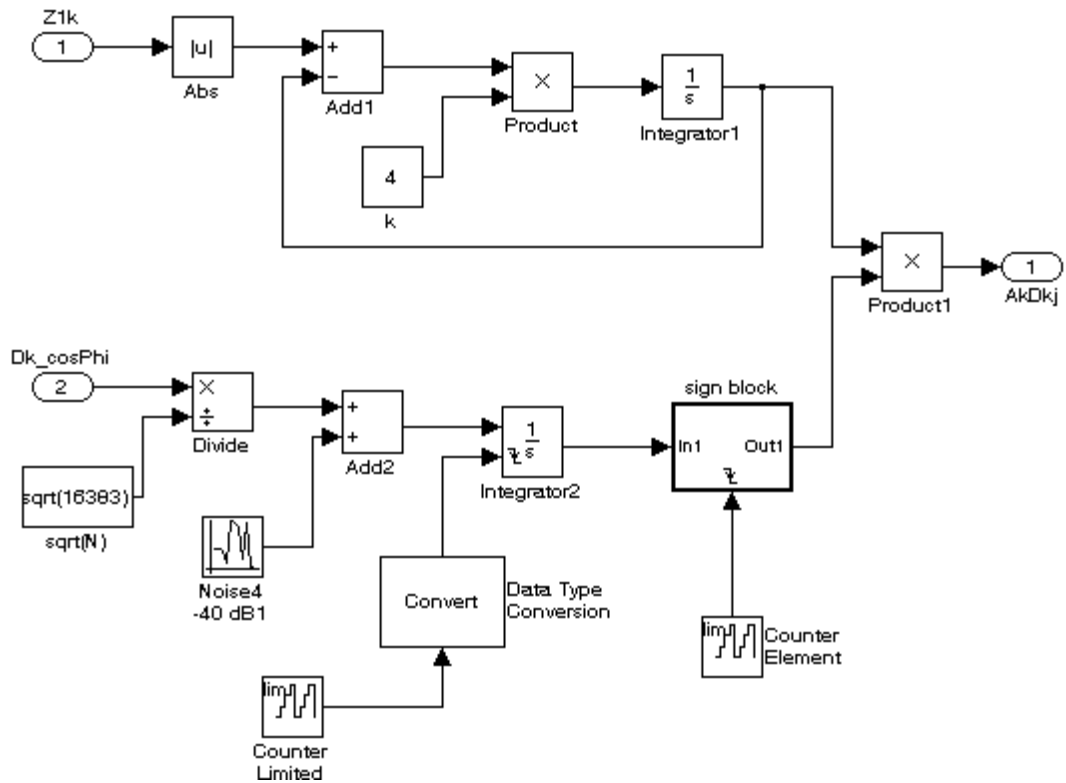 Z1k
1
|u|
Abs
+
−
Add1
×
Product
1
s
Integrator1
4
k
×
Product1
1
AkDkj
Dk_cosPhi
2
×
÷
Divide
sqrt(16383)
sqrt(N)
+
+
Add2
Noise4
-40 dB1
1
s
Integrator2
sign block
In1
Out1
Convert
Data Type
Conversion
lim
Counter
Limited
lim
Counter
Element